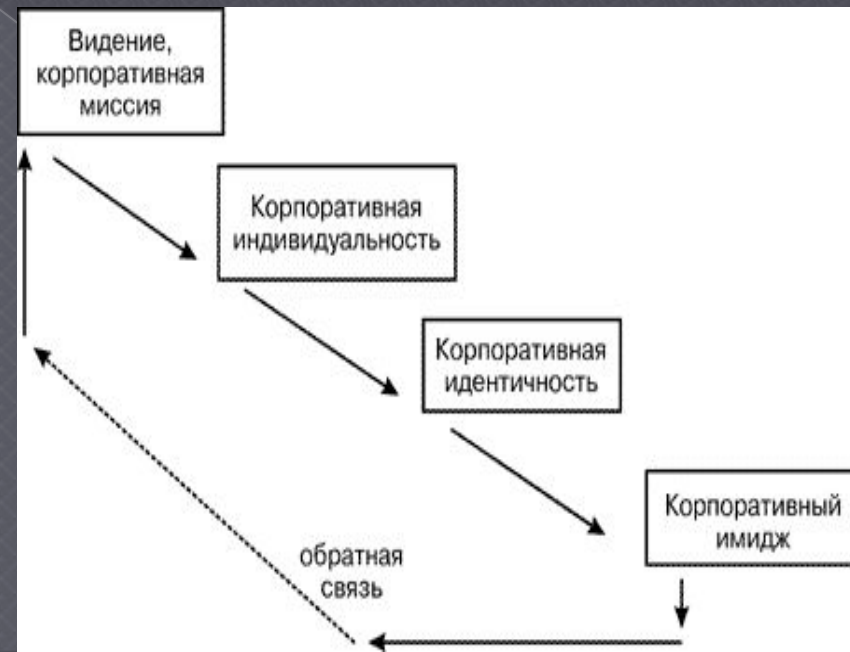 Видение,
корпоративная
миссия
Корпоративная
индивидуальность
Корпоративная
идентичность
Корпоративный
имидж
обратная
связь